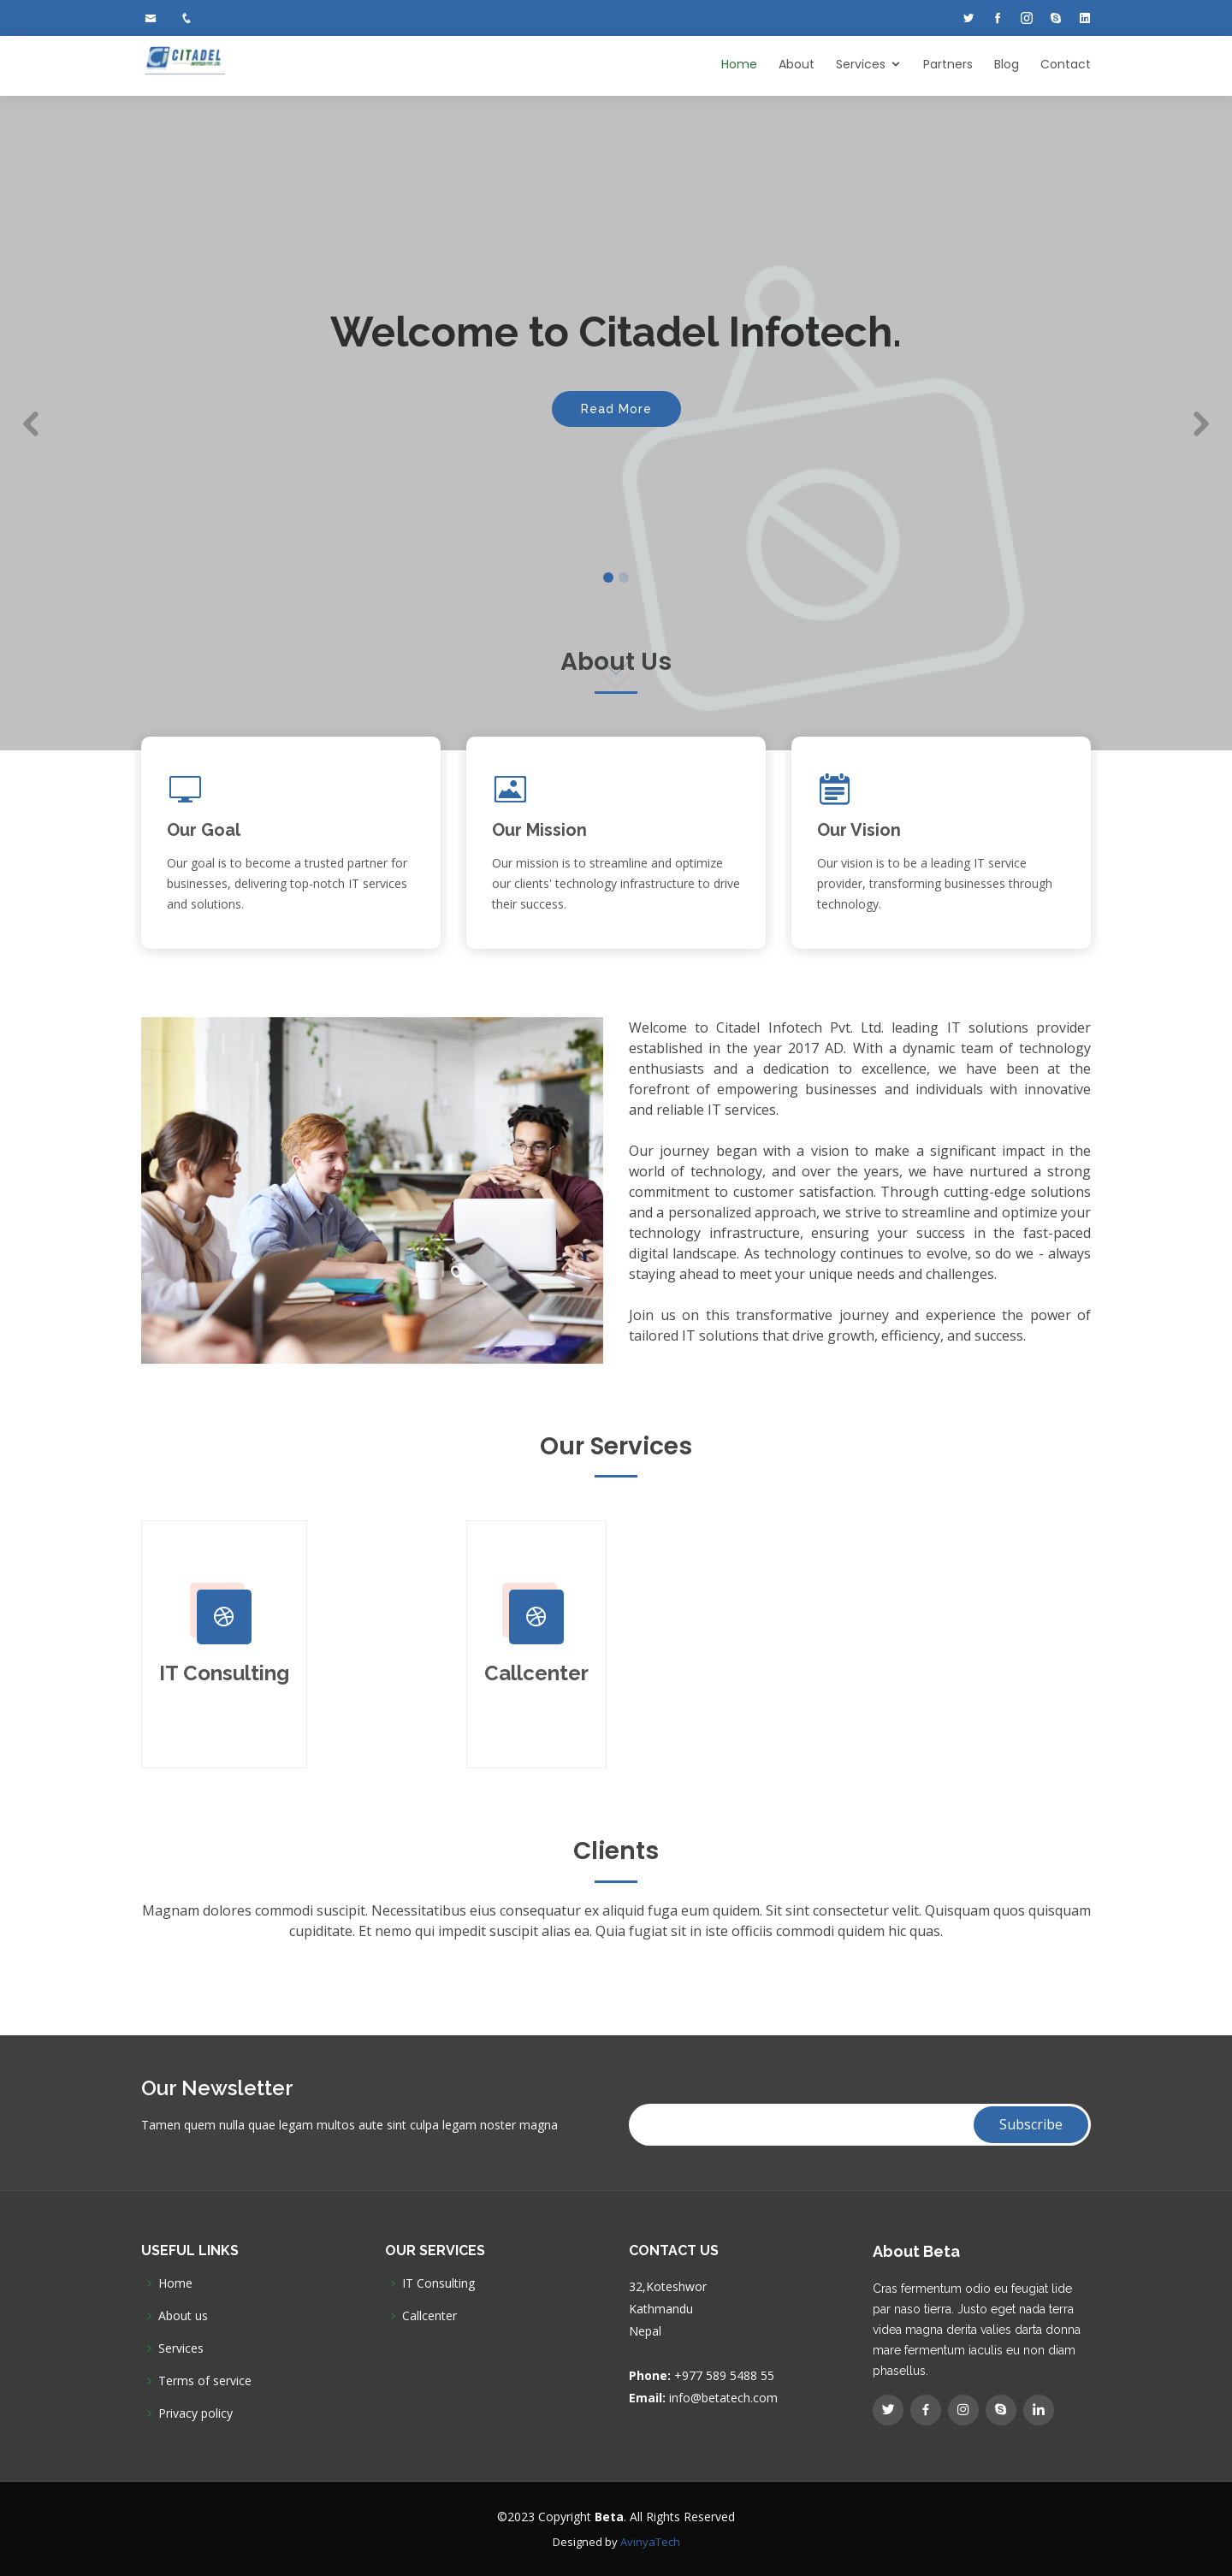 CITADEL
INFOTECH PVT. LTD.
Home About Services Partners Blog Contact
Welcome to Citadel Infotech.
Read More
About Us
Our Goal
Our goal is to become a trusted partner for
businesses, delivering top-notch IT services
and solutions.
Our Mission
Our mission is to streamline and optimize
our clients' technology infrastructure to drive
their success.
Our Vision
Our vision is to be a leading IT service
provider, transforming businesses through
technology.
Welcome to Citadel Infotech Pvt. Ltd. leading IT solutions provider
established in the year 2017 AD. With a dynamic team of technology
enthusiasts and a dedication to excellence, we have been at the
forefront of empowering businesses and individuals with innovative
and reliable IT services.
Our journey began with a vision to make a significant impact in the
world of technology, and over the years, we have nurtured a strong
commitment to customer satisfaction. Through cutting-edge solutions
and a personalized approach, we strive to streamline and optimize your
technology infrastructure, ensuring your success in the fast-paced
digital landscape. As technology continues to evolve, so do we - always
staying ahead to meet your unique needs and challenges.
Join us on this transformative journey and experience the power of
tailored IT solutions that drive growth, efficiency, and success.
Our Services
IT Consulting
Callcenter
Clients
Magnam dolores commodi suscipit. Necessitatibus eius consequatur ex aliquid fuga eum quidem. Sit sint consectetur velit. Quisquam quos quisquam
cupiditate. Et nemo qui impedit suscipit alias ea. Quia fugiat sit in iste officiis commodi quidem hic quas.
Our Newsletter
Tamen quem nulla quae legam multos aute sint culpa legam noster magna
Subscribe
USEFUL LINKS
Home
About us
Services
Terms of service
Privacy policy
OUR SERVICES
IT Consulting
Callcenter
CONTACT US
32,Koteshwor
Kathmandu
Nepal
Phone: +977 589 5488 55
Email: info@betatech.com
About Beta
Cras fermentum odio eu feugiat lide
par naso tierra. Justo eget nada terra
videa magna derita valies darta donna
mare fermentum iaculis eu non diam
phasellus.
©2023 Copyright Beta. All Rights Reserved
Designed by AvinyaTech